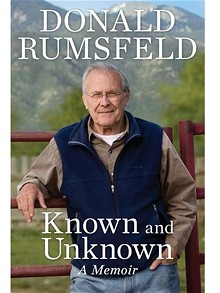 DONALD
RUMSFELD
Known and
Unknown
A Memoir